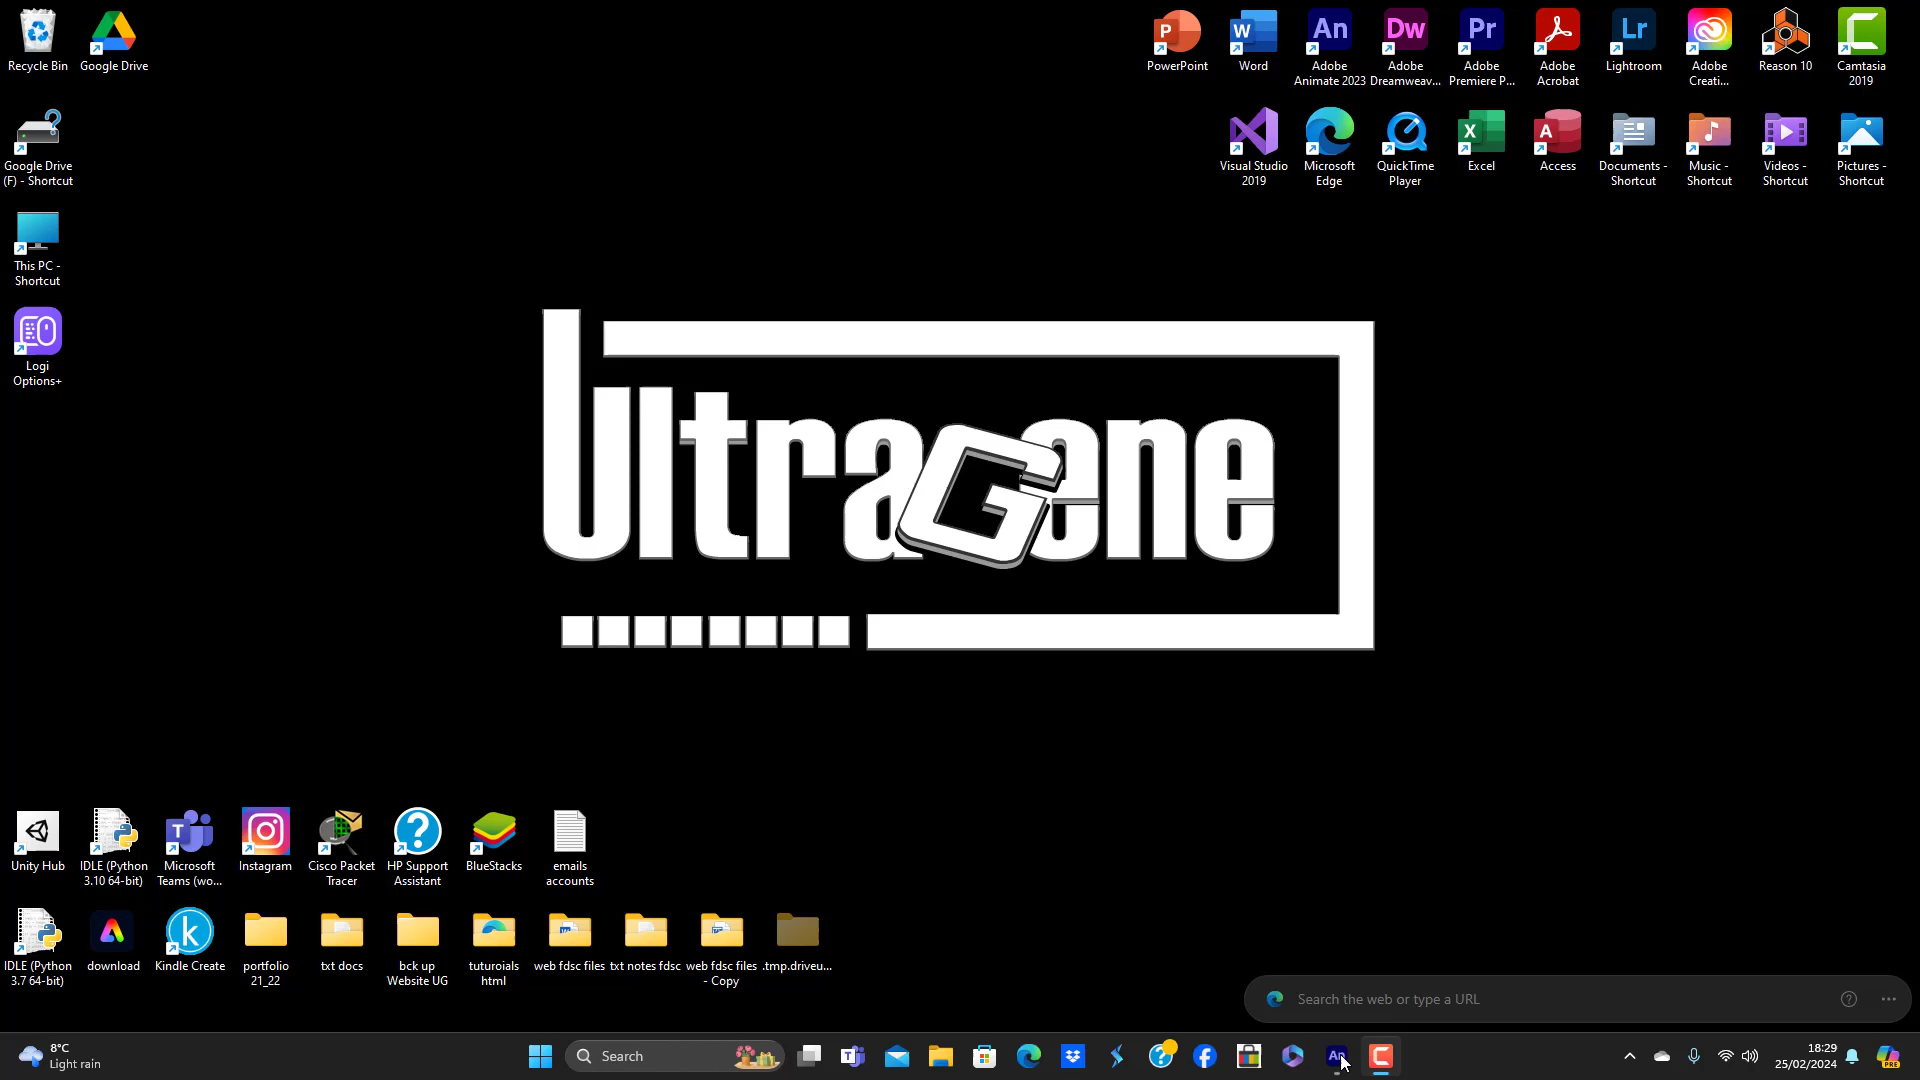 Recycle Bin
Google Drive
PowerPoint
Word
An
Adobe
Animate 2023
Dw
Adobe
Dreamweav...
Pr
Adobe
Premiere P...
Adobe
Acrobat
Lr
Lightroom
Adobe
Creati...
Reason 10
Camtasia
2019
Google Drive
(F) - Shortcut
Visual Studio
2019
Microsoft
Edge
QuickTime
Player
Excel
Access
Documents -
Shortcut
Music -
Shortcut
Videos -
Shortcut
Pictures -
Shortcut
This PC -
Shortcut
Logi
Options+
UltraGene
Unity Hub
IDLE (Python
3.10 64-bit)
Microsoft
Teams (wo...
Instagram
Cisco Packet
Tracer
HP Support
Assistant
BlueStacks
emails
accounts
IDLE (Python
3.7 64-bit)
download
Kindle Create
portfolio
21_22
txt docs
bck up
Website UG
tuturoials
html
web fdsc files
txt notes fdsc
web fdsc files
- Copy
.tmp.driveu...
Search the web or type a URL
8°C
Light rain
Search
18:29
25/02/2024
PRE